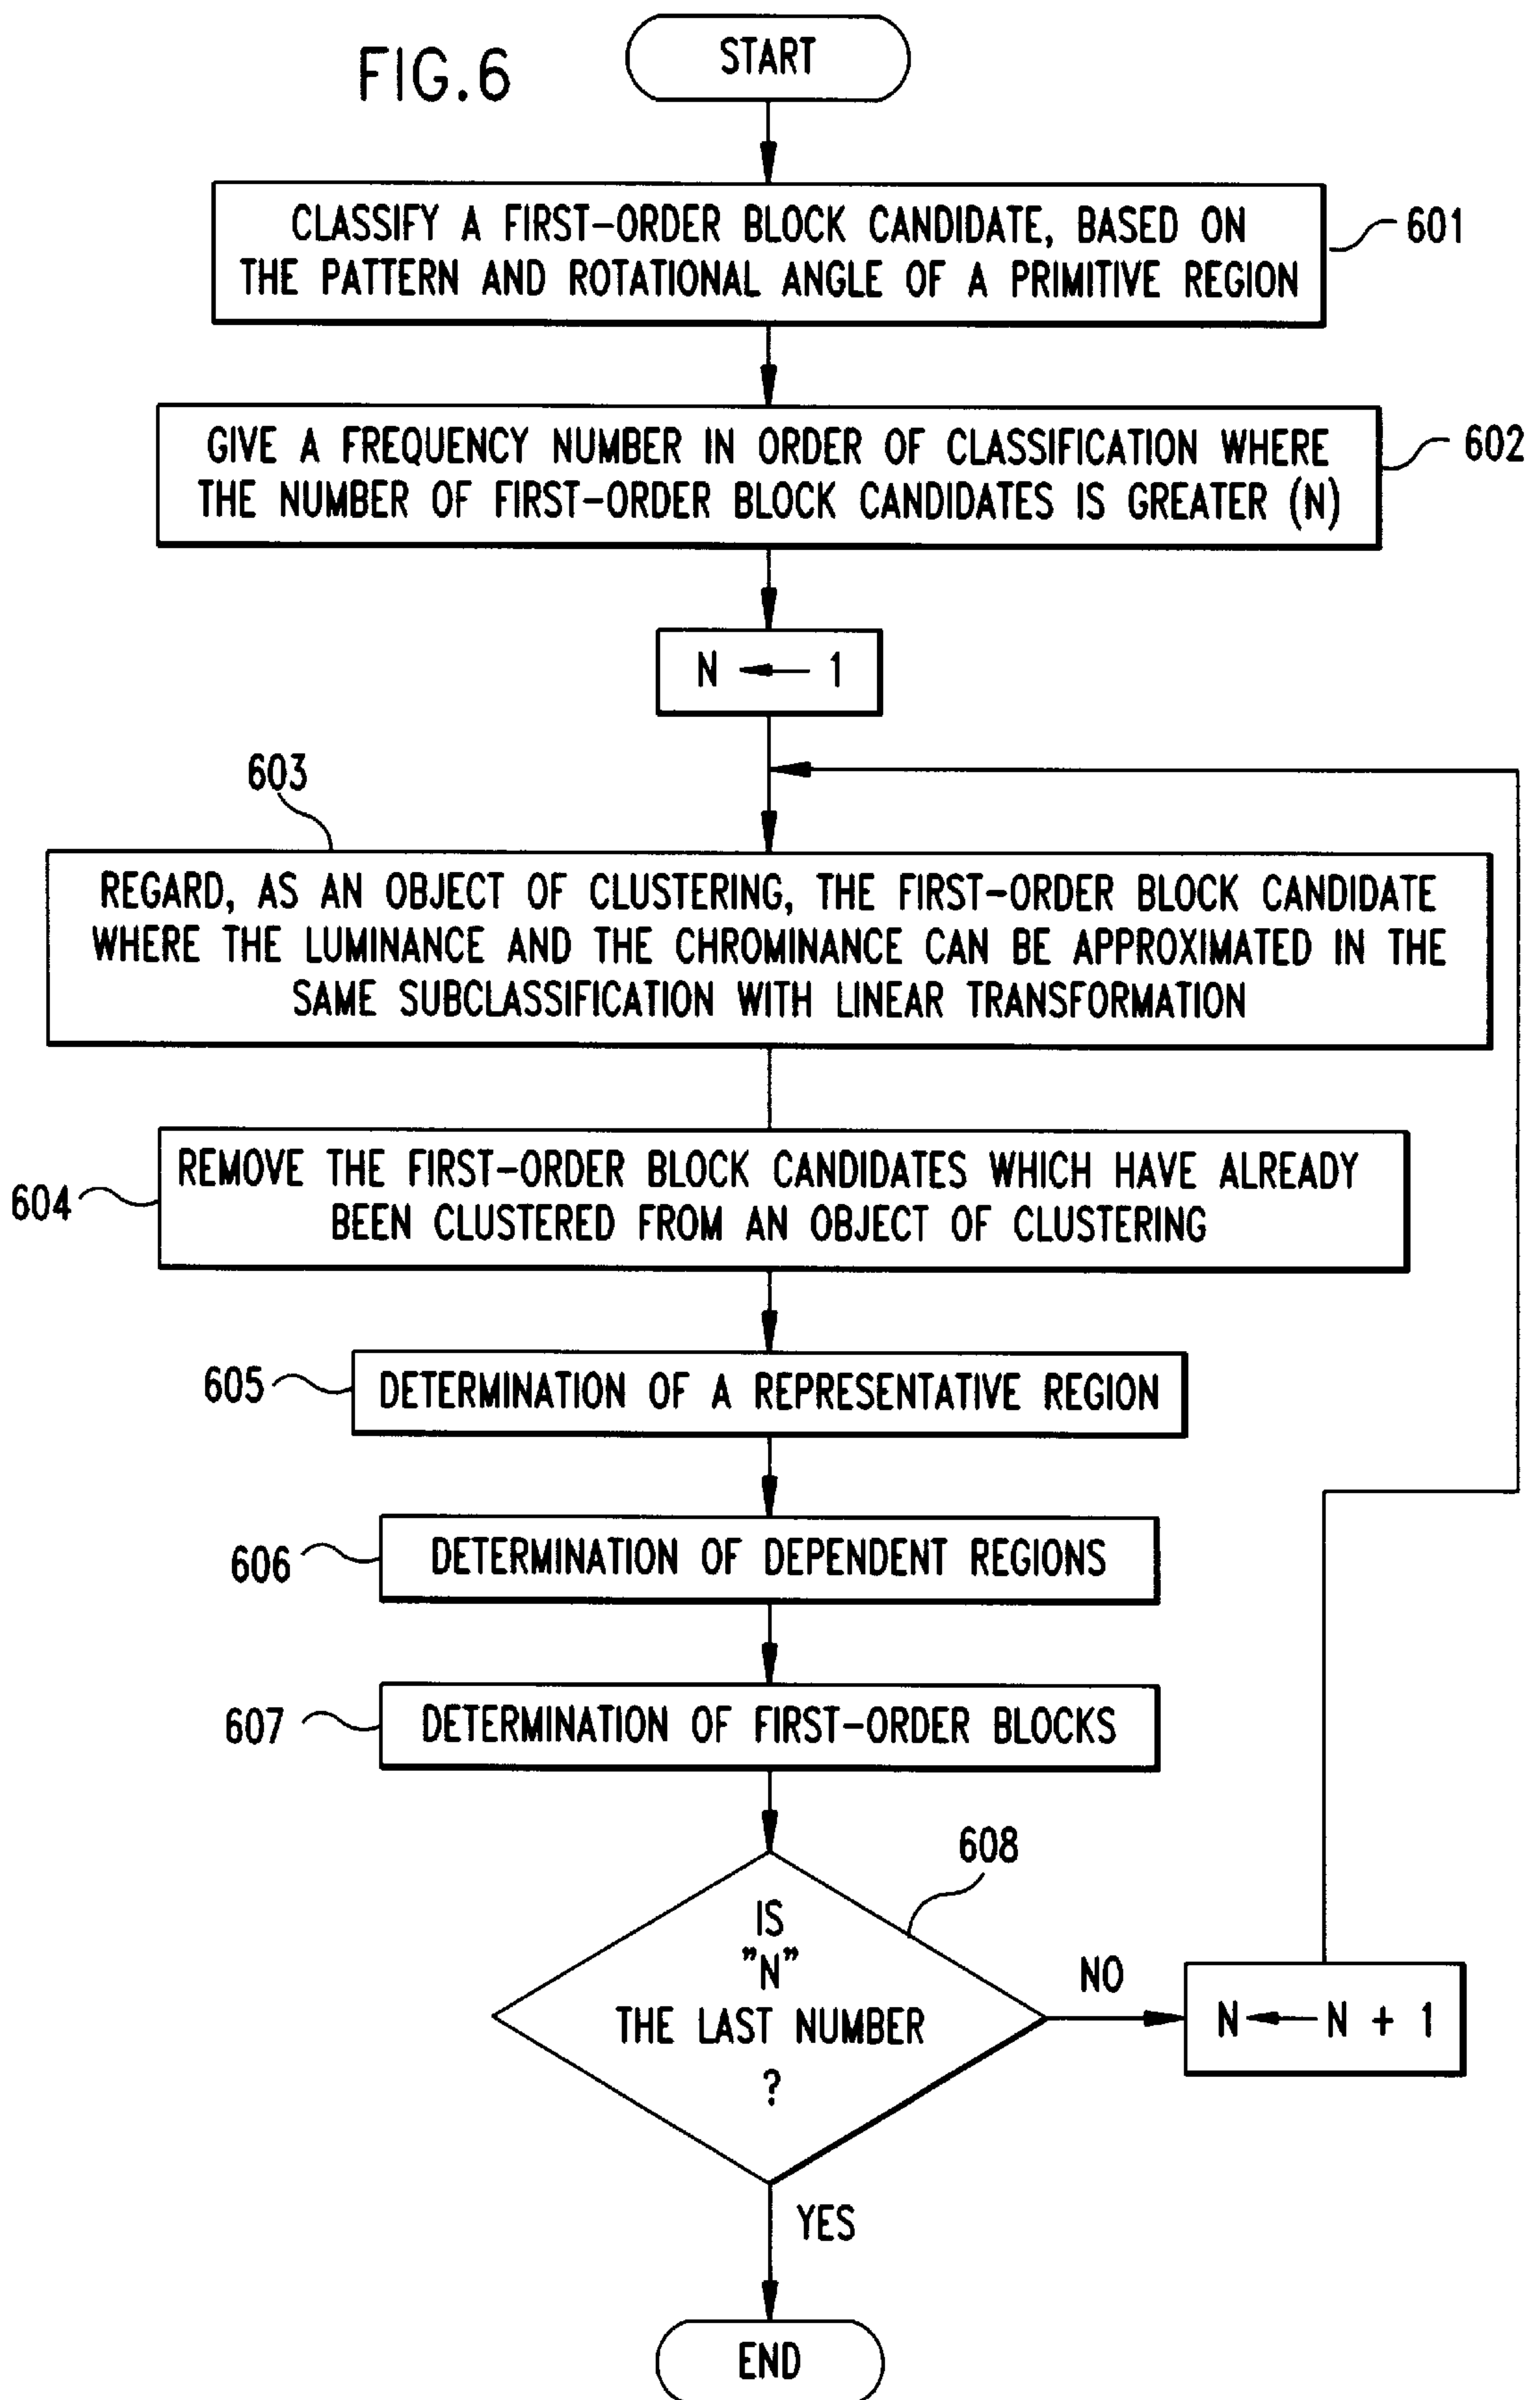 FIG.6
START
CLASSIFY A FIRST-ORDER BLOCK CANDIDATE, BASED ON
THE PATTERN AND ROTATIONAL ANGLE OF A PRIMITIVE REGION
601
GIVE A FREQUENCY NUMBER IN ORDER OF CLASSIFICATION WHERE
THE NUMBER OF FIRST-ORDER BLOCK CANDIDATES IS GREATER (N)
602
N ← 1
603
REGARD, AS AN OBJECT OF CLUSTERING, THE FIRST-ORDER BLOCK CANDIDATE
WHERE THE LUMINANCE AND THE CHROMINANCE CAN BE APPROXIMATED IN THE
SAME SUBCLASSIFICATION WITH LINEAR TRANSFORMATION
604
REMOVE THE FIRST-ORDER BLOCK CANDIDATES WHICH HAVE ALREADY
BEEN CLUSTERED FROM AN OBJECT OF CLUSTERING
605
DETERMINATION OF A REPRESENTATIVE REGION
606
DETERMINATION OF DEPENDENT REGIONS
607
DETERMINATION OF FIRST-ORDER BLOCKS
608
IS
"N"
THE LAST NUMBER
?
NO
N ← N + 1
YES
END